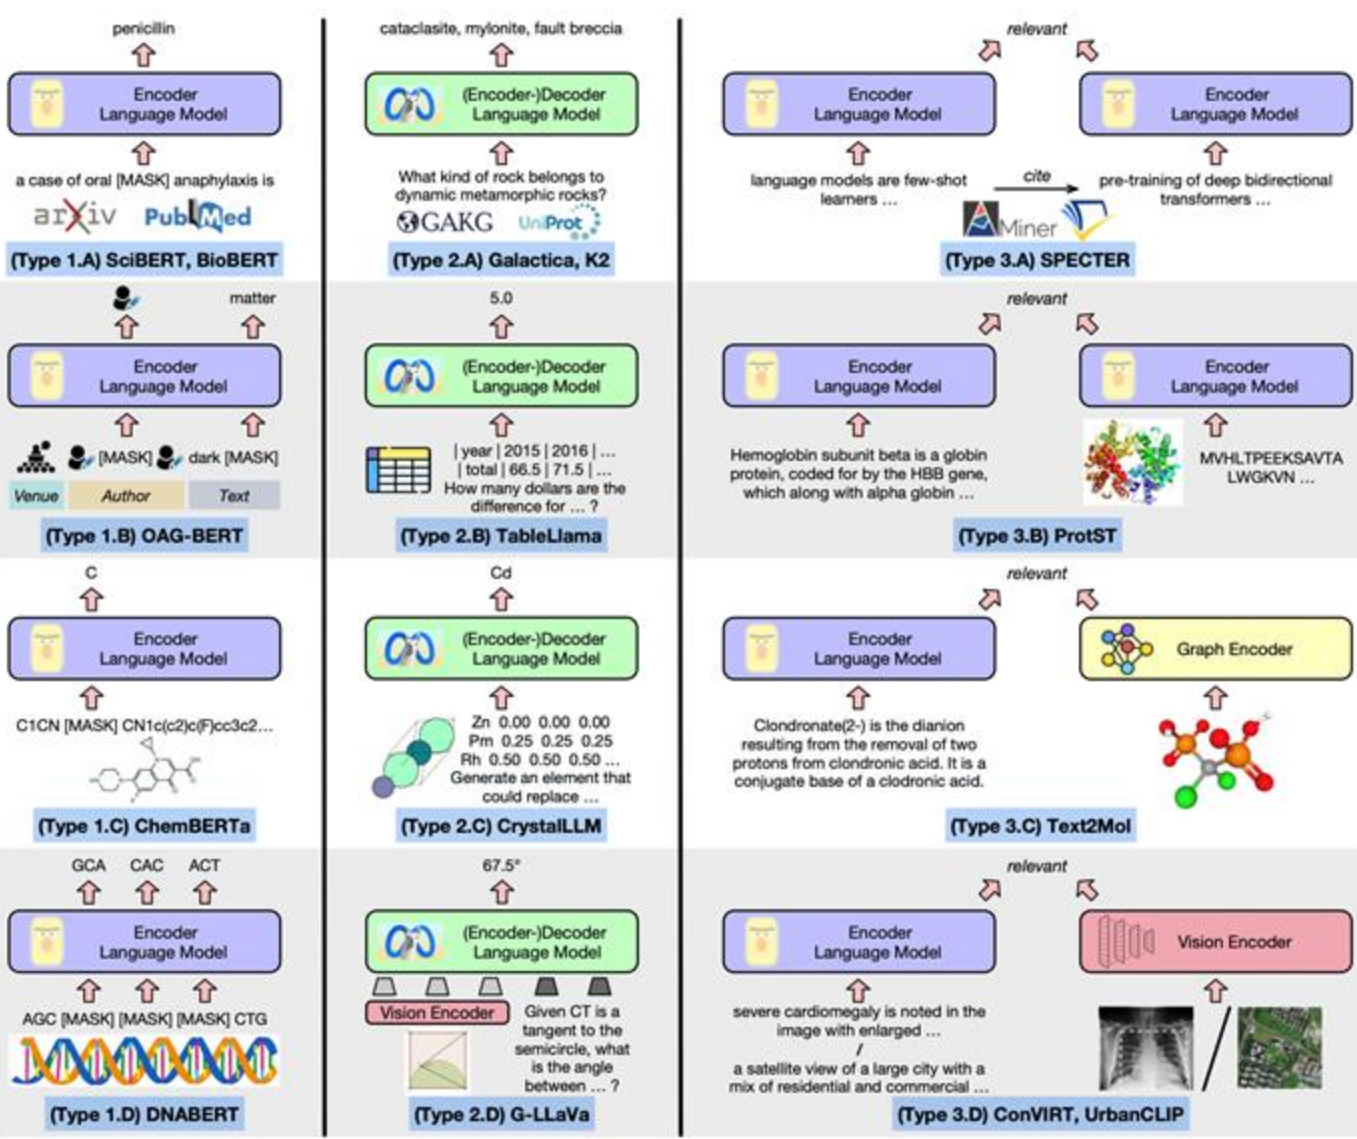 penicillin
Encoder
Language Model
a case of oral [MASK] anaphylaxis is
arXiv PubMed
(Type 1.A) SciBERT, BioBERT
matter
Encoder
Language Model
[MASK] dark [MASK]
Venue Author Text
(Type 1.B) OAG-BERT
C
Encoder
Language Model
C1CN [MASK] CN1c(c2)c(F)cc3c2...
(Type 1.C) ChemBERTa
GCA CAC ACT
Encoder
Language Model
AGC [MASK] [MASK] [MASK] CTG
(Type 1.D) DNABERT
cataclasite, mylonite, fault breccia
(Encoder-)Decoder
Language Model
What kind of rock belongs to
dynamic metamorphic rocks?
GAKG UniProt
(Type 2.A) Galactica, K2
5.0
(Encoder-)Decoder
Language Model
| year | 2015 | 2016 | ...
| total | 66.5 | 71.5 | ...
How many dollars are the
difference for ... ?
(Type 2.B) TableLlama
Cd
(Encoder-)Decoder
Language Model
Zn 0.00 0.00 0.00
Pm 0.25 0.25 0.25
Rh 0.50 0.50 0.50 ...
Generate an element that
could replace ...
(Type 2.C) CrystalLLM
67.5°
(Encoder-)Decoder
Language Model
Vision Encoder
Given CT is a
tangent to the
semicircle, what
is the angle
between ... ?
(Type 2.D) G-LLaVa
relevant
Encoder
Language Model
Encoder
Language Model
language models are few-shot
learners ...
cite
pre-training of deep bidirectional
transformers ...
AMiner
(Type 3.A) SPECTER
relevant
Encoder
Language Model
Encoder
Language Model
Hemoglobin subunit beta is a globin
protein, coded for by the HBB gene,
which along with alpha globin ...
MVHLTPEEKSAVTA
LWGKVN ...
(Type 3.B) ProtST
relevant
Encoder
Language Model
Graph Encoder
Clondronate(2-) is the dianion
resulting from the removal of two
protons from clondronic acid. It is a
conjugate base of a clodronic acid.
(Type 3.C) Text2Mol
relevant
Encoder
Language Model
Vision Encoder
severe cardiomegaly is noted in the
image with enlarged ...
/
a satellite view of a large city with a
mix of residential and commercial ...
(Type 3.D) ConVIRT, UrbanCLIP